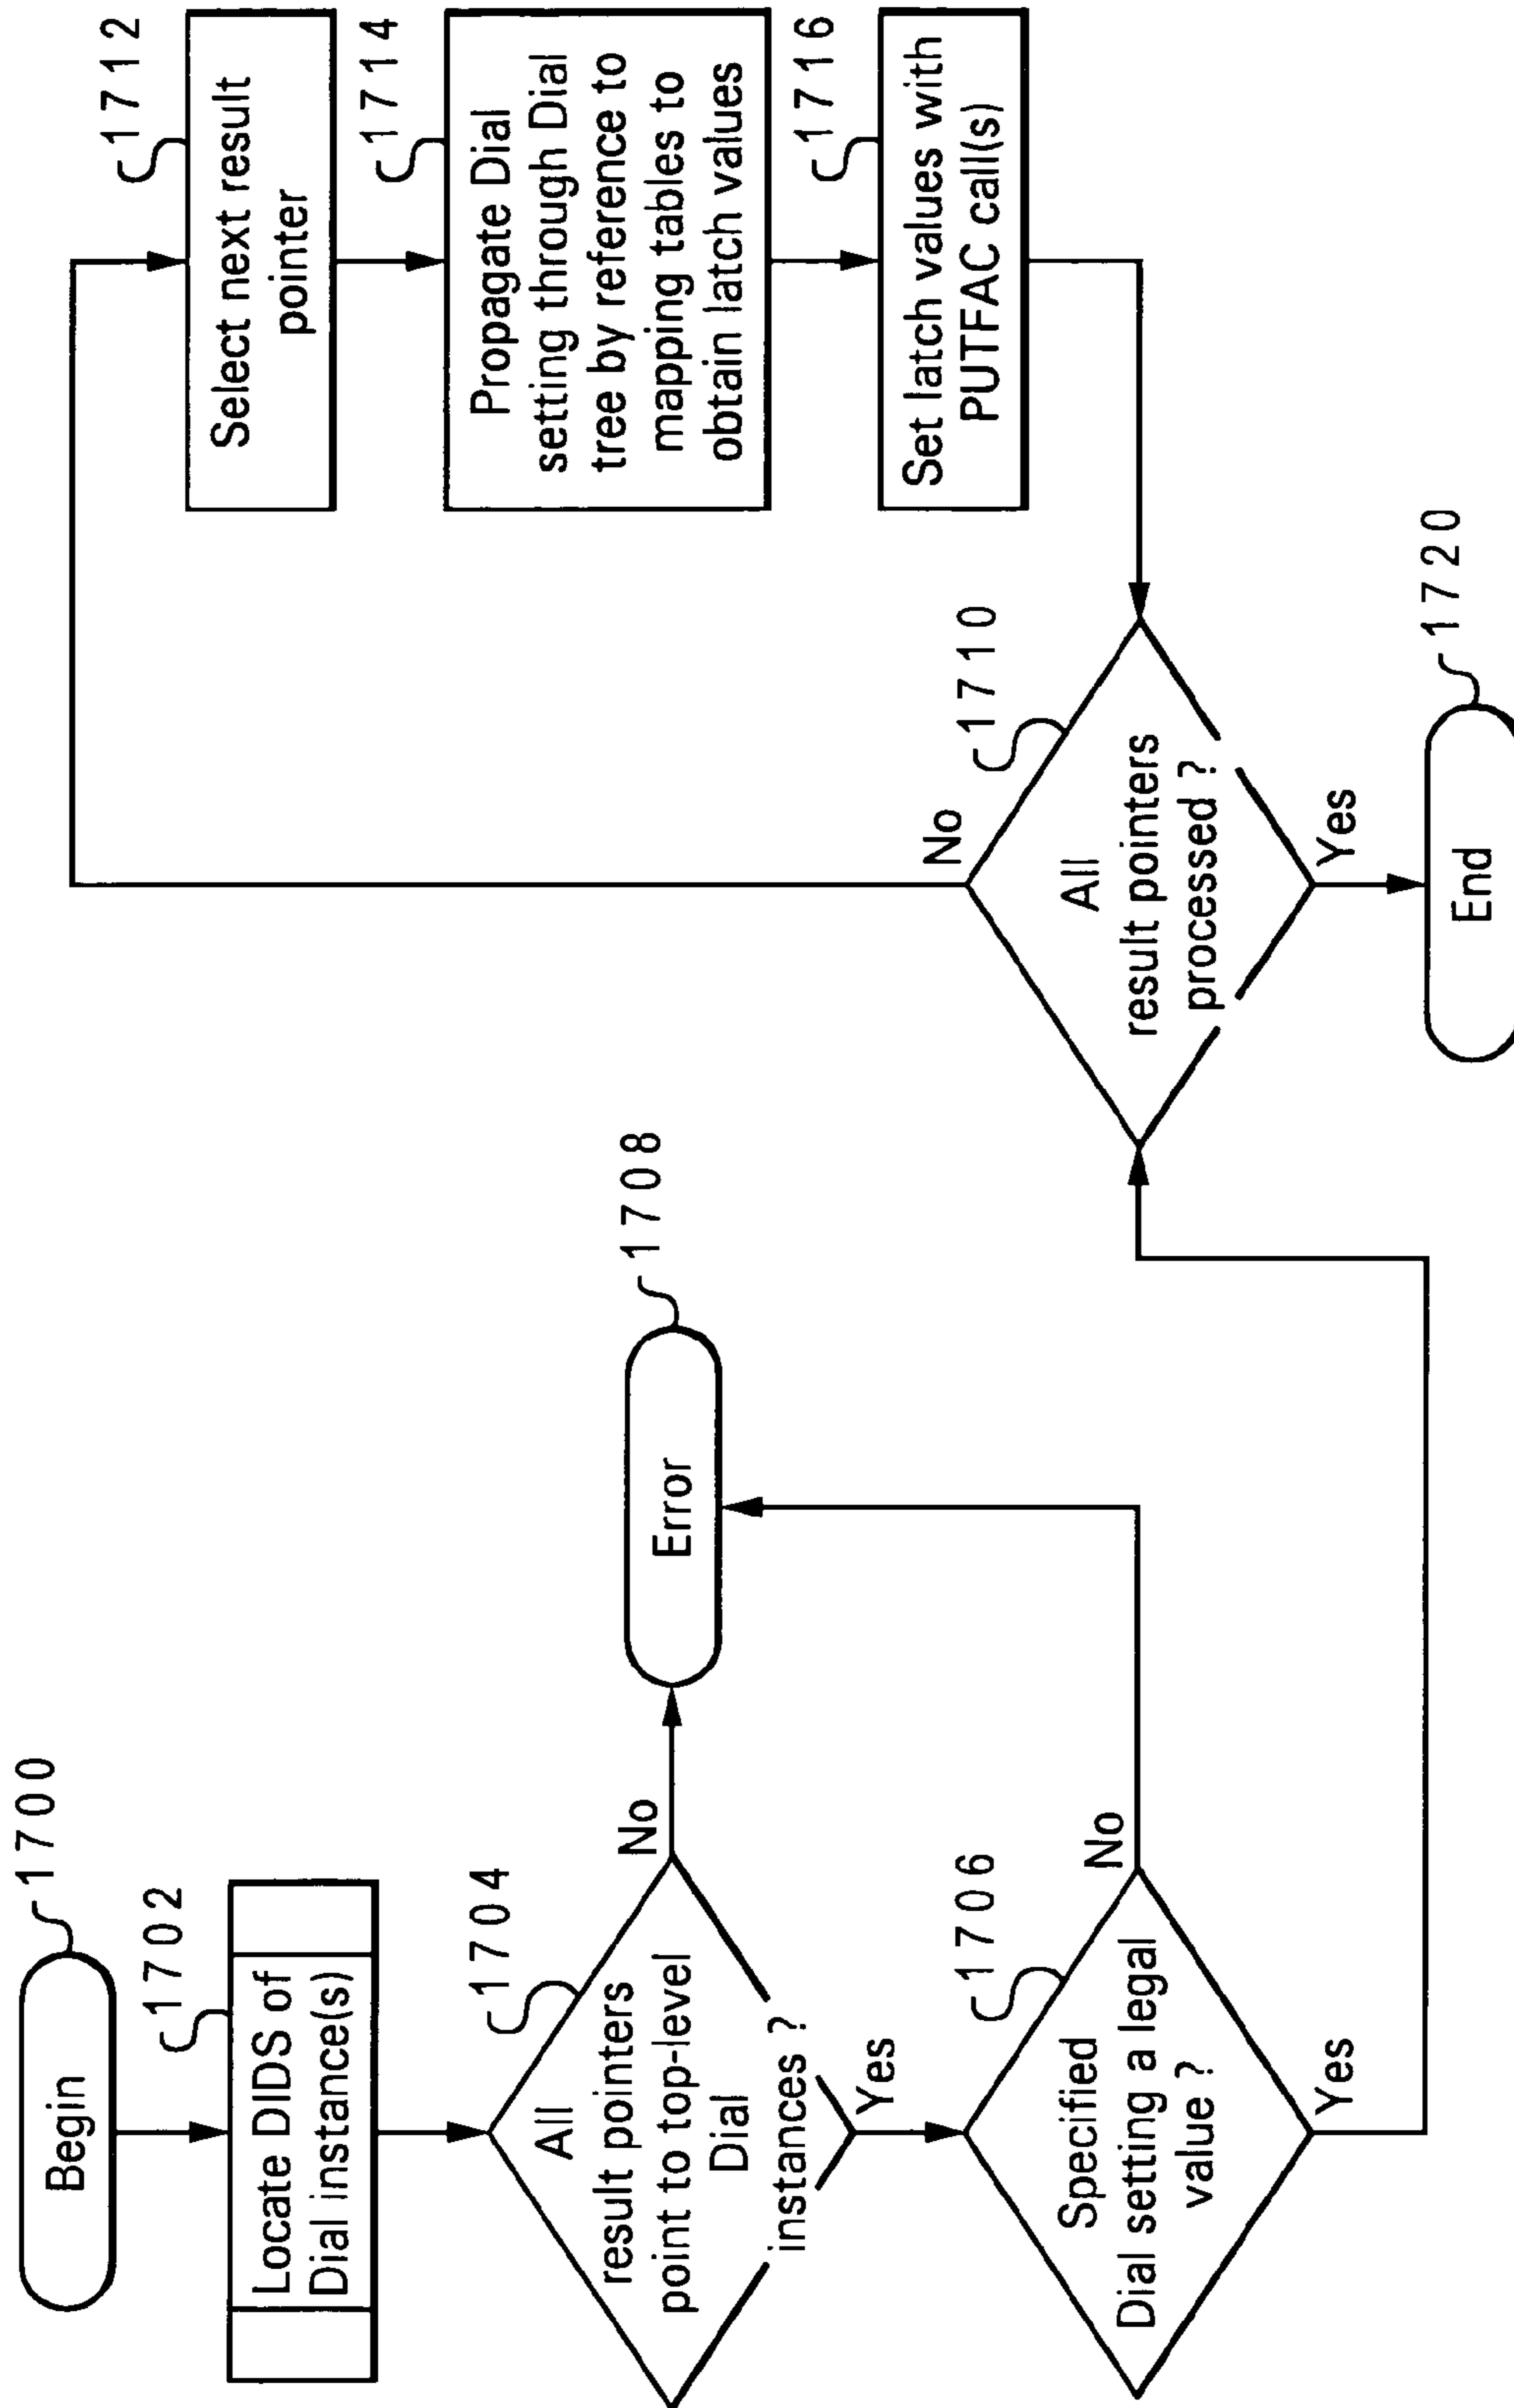 Begin
1700
Locate DIDS of
Dial instance(s)
1702
All
result pointers
point to top-level
Dial
instances ?
1704
No
Yes
Error
1708
Specified
Dial setting a legal
value ?
1706
No
Yes
All
result pointers
processed ?
1710
No
Yes
End
1720
Select next result
pointer
1712
Propagate Dial
setting through Dial
tree by reference to
mapping tables to
obtain latch values
1714
Set latch values with
PUTFAC call(s)
1716